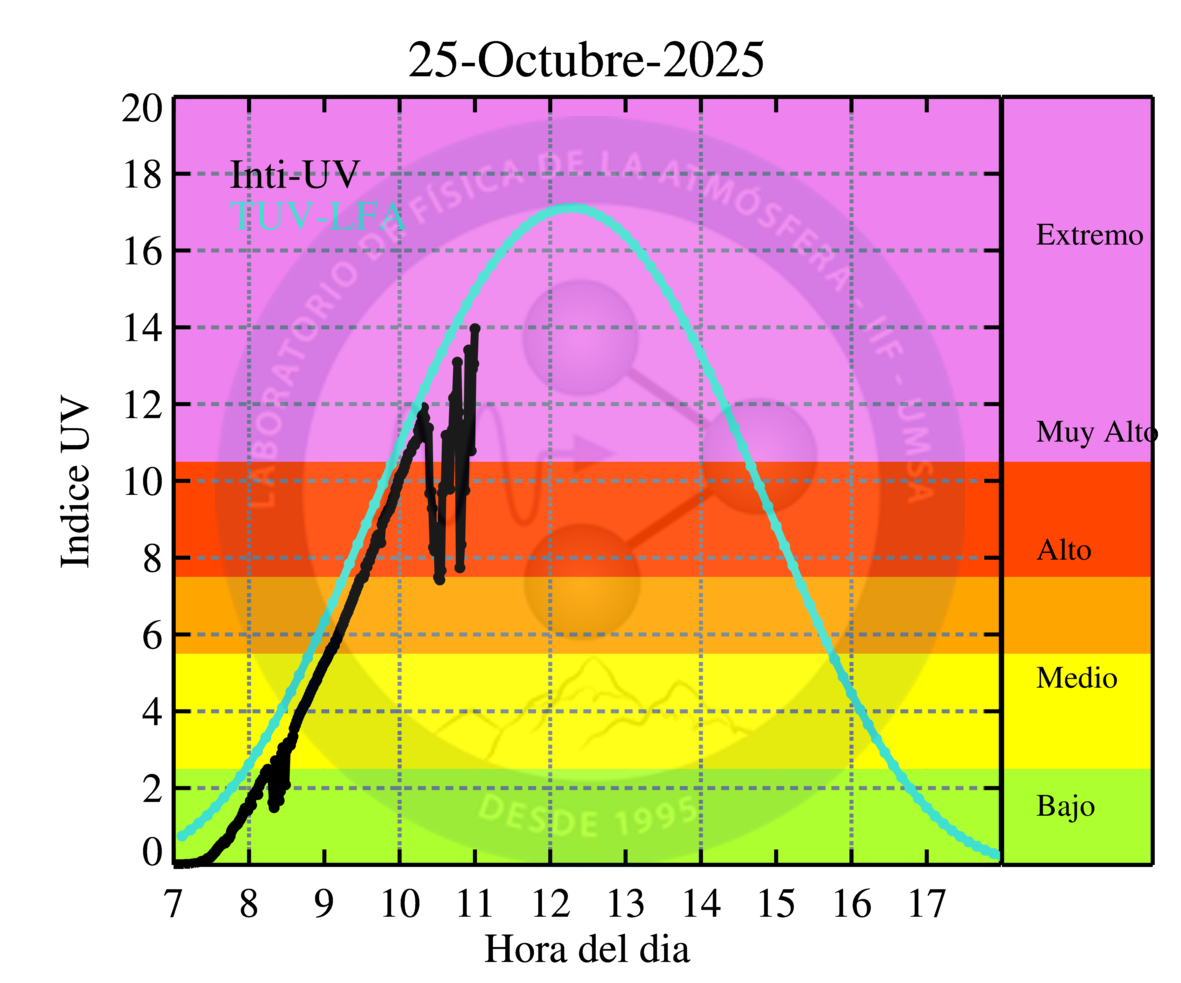 25-Octubre-2025
Inti-UV
TUV-LFA
LABORATORIO DE FÍSICA DE LA ATMÓSFERA - IIF - UMSA
DESDE 1995
Indice UV
20
18
16
14
12
10
8
6
4
2
0
Extremo
Muy Alto
Alto
Medio
Bajo
7 8 9 10 11 12 13 14 15 16 17
Hora del dia